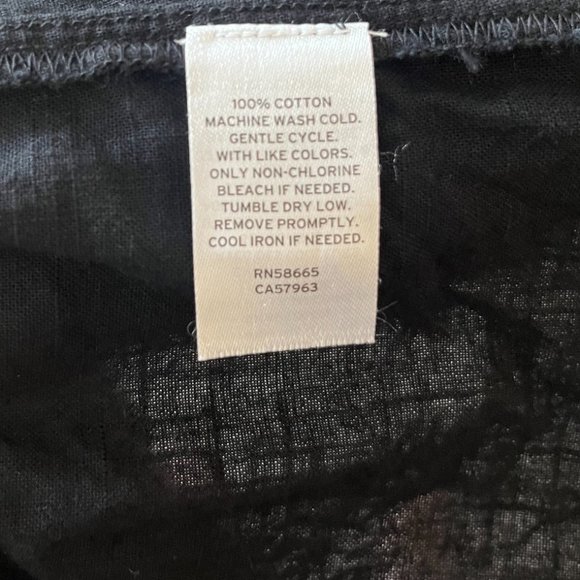 100% COTTON
MACHINE WASH COLD.
GENTLE CYCLE.
WITH LIKE COLORS.
ONLY NON-CHLORINE
BLEACH IF NEEDED.
TUMBLE DRY LOW.
REMOVE PROMPTLY.
COOL IRON IF NEEDED.
RN58665
CA57963